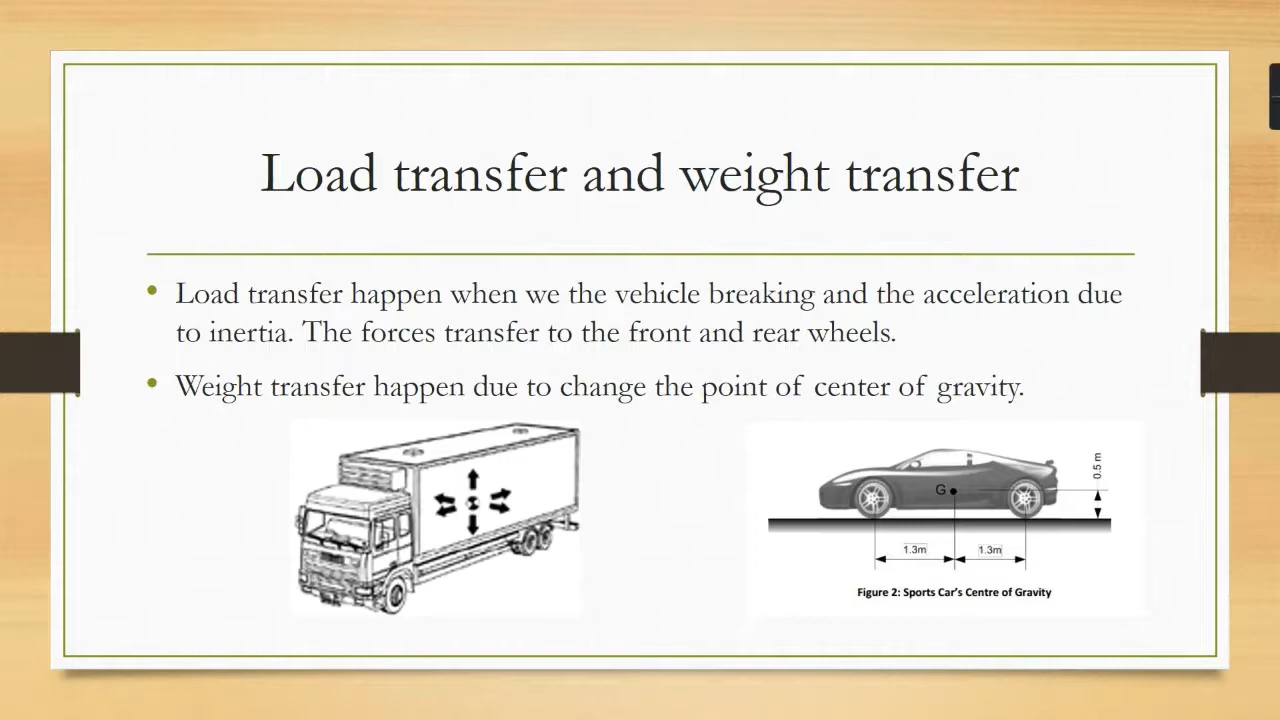 Load transfer and weight transfer
• Load transfer happen when we the vehicle breaking and the acceleration due
to inertia. The forces transfer to the front and rear wheels.
• Weight transfer happen due to change the point of center of gravity.
0.5 m
G
1.3m 1.3m
Figure 2: Sports Car's Centre of Gravity